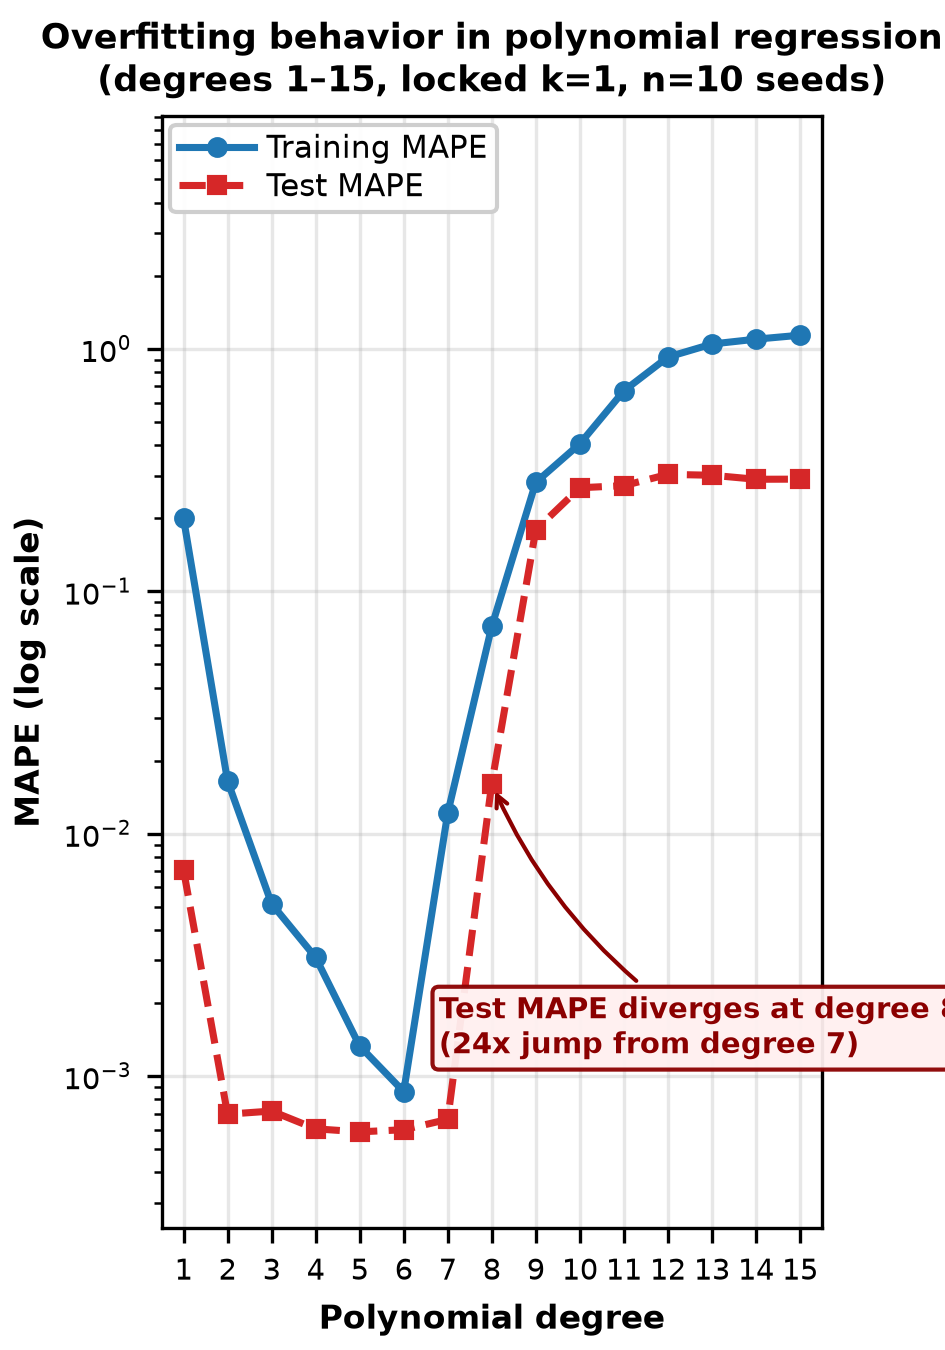 Overfitting behavior in polynomial regression
(degrees 1–15, locked k=1, n=10 seeds)
Training MAPE
Test MAPE
10⁰
10⁻¹
10⁻²
10⁻³
MAPE (log scale)
Test MAPE diverges at degree
(24x jump from degree 7)
1 2 3 4 5 6 7 8 9 10 11 12 13 14 15
Polynomial degree